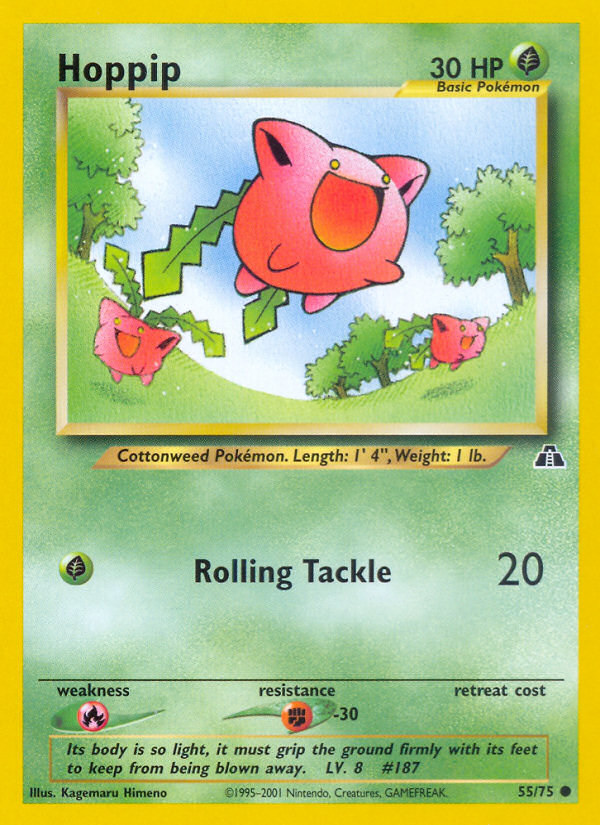 Hoppip
30 HP
Basic Pokémon
Cottonweed Pokémon. Length: 1' 4", Weight: 1 lb.
Rolling Tackle 20
weakness resistance retreat cost
-30
Its body is so light, it must grip the ground firmly with its feet
to keep from being blown away. LV. 8 #187
Illus. Kagemaru Himeno ©1995-2001 Nintendo, Creatures, GAMEFREAK. 55/75